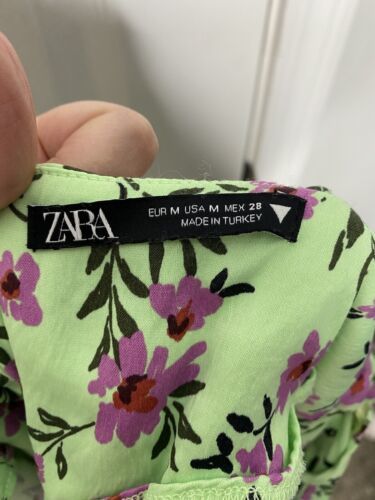 ZARA
EUR M USA M MEX 28
MADE IN TURKEY